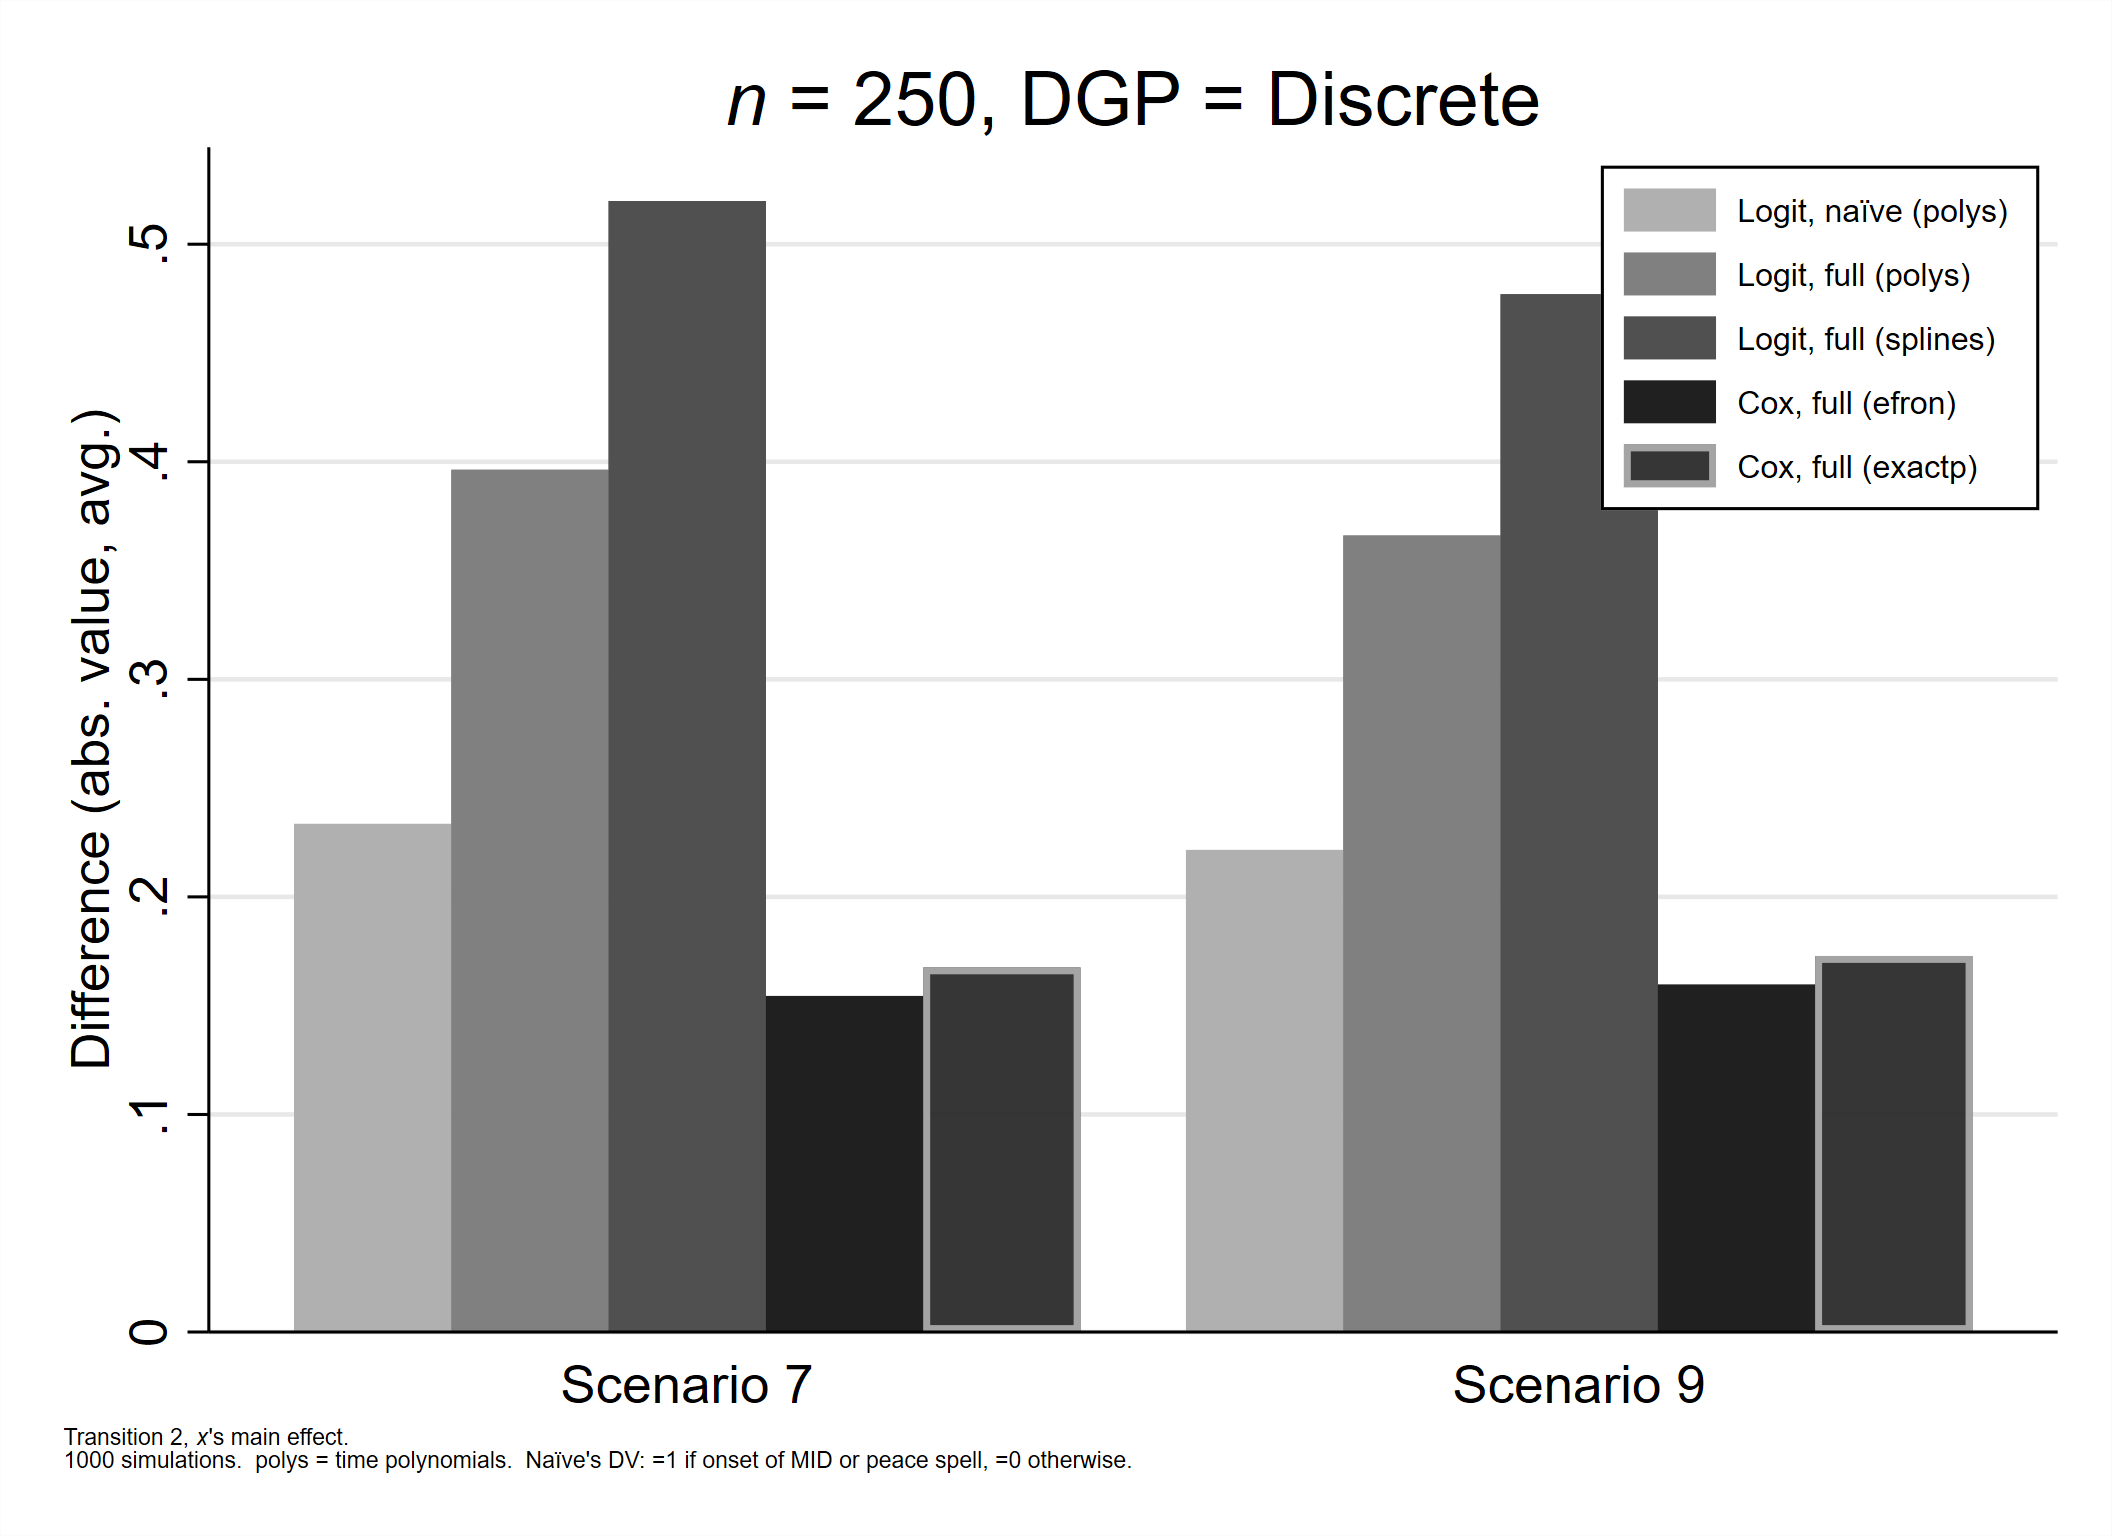 n = 250, DGP = Discrete
Difference (abs. value, avg.)
.5
.4
.3
.2
.1
0
Logit, naïve (polys)
Logit, full (polys)
Logit, full (splines)
Cox, full (efron)
Cox, full (exactp)
Scenario 7
Scenario 9
Transition 2, x's main effect.
1000 simulations.  polys = time polynomials.  Naïve's DV: =1 if onset of MID or peace spell, =0 otherwise.